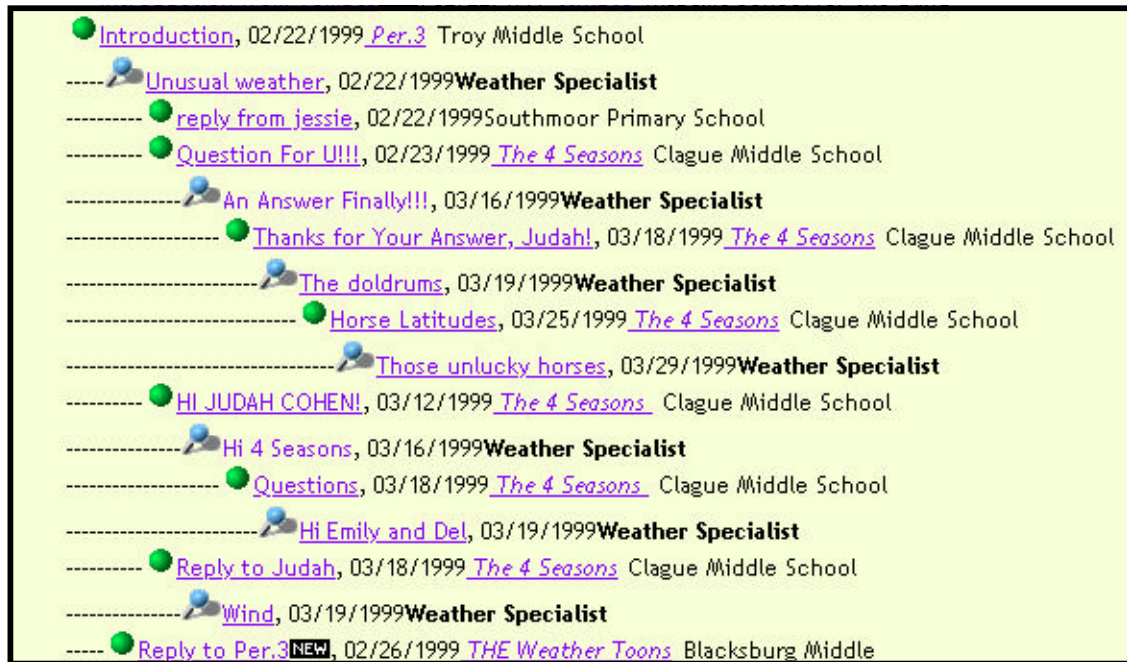 Introduction, 02/22/1999 Per.3 Troy Middle School
-----Unusual weather, 02/22/1999Weather Specialist
---------- reply from jessie, 02/22/1999Southmoor Primary School
---------- Question For U!!!, 02/23/1999 The 4 Seasons Clague Middle School
---------------An Answer Finally!!!, 03/16/1999Weather Specialist
-------------------- Thanks for Your Answer, Judah!, 03/18/1999 The 4 Seasons Clague Middle School
-------------------------The doldrums, 03/19/1999Weather Specialist
------------------------------ Horse Latitudes, 03/25/1999 The 4 Seasons Clague Middle School
-----------------------------------Those unlucky horses, 03/29/1999Weather Specialist
---------- HI JUDAH COHEN!, 03/12/1999 The 4 Seasons Clague Middle School
---------------Hi 4 Seasons, 03/16/1999Weather Specialist
-------------------- Questions, 03/18/1999 The 4 Seasons Clague Middle School
-------------------------Hi Emily and Del, 03/19/1999Weather Specialist
---------- Reply to Judah, 03/18/1999 The 4 Seasons Clague Middle School
---------------Wind, 03/19/1999Weather Specialist
----- Reply to Per.3NEW, 02/26/1999 THE Weather Toons Blacksburg Middle